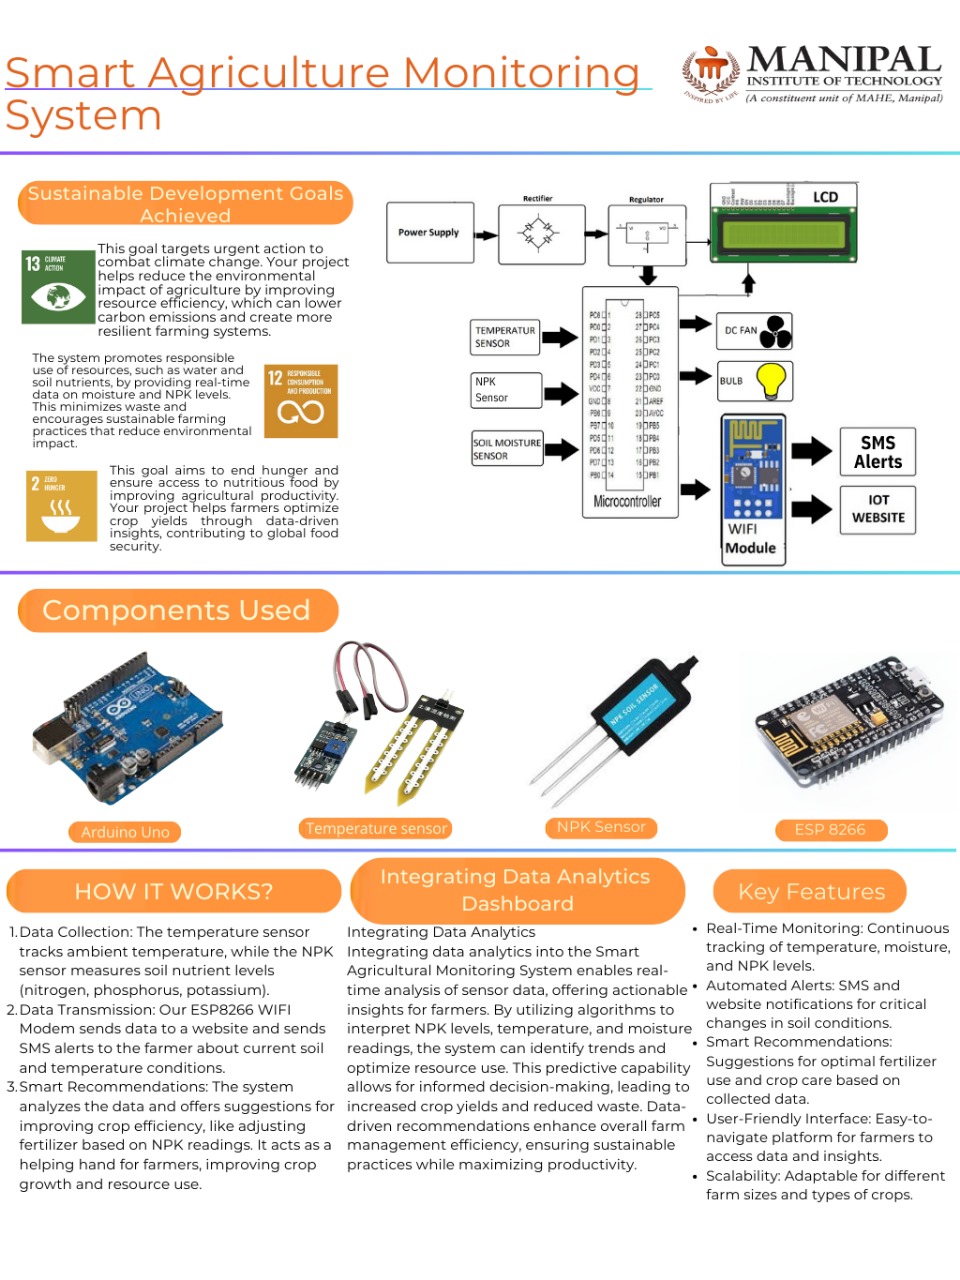 Smart Agriculture Monitoring
System
MANIPAL
INSTITUTE OF TECHNOLOGY
(A constituent unit of MAHE, Manipal)
INSPIRED BY LIFE
Sustainable Development Goals
Achieved
13 CLIMATE
ACTION
This goal targets urgent action to
combat climate change. Your project
helps reduce the environmental
impact of agriculture by improving
resource efficiency, which can lower
carbon emissions and create more
resilient farming systems.
The system promotes responsible
use of resources, such as water and
soil nutrients, by providing real-time
data on moisture and NPK levels.
This minimizes waste and
encourages sustainable farming
practices that reduce environmental
impact.
12 RESPONSIBLE
CONSUMPTION
AND PRODUCTION
2 ZERO
HUNGER
This goal aims to end hunger and
ensure access to nutritious food by
improving agricultural productivity.
Your project helps farmers optimize
crop yields through data-driven
insights, contributing to global food
security.
Power Supply
Rectifier
Regulator
LCD
TEMPERATUR
SENSOR
NPK
Sensor
SOIL MOISTURE
SENSOR
Microcontroller
DC FAN
BULB
WIFI
Module
SMS
Alerts
IOT
WEBSITE
Components Used
UNO
NPK SOIL SENSOR
Arduino Uno
Temperature sensor
NPK Sensor
ESP 8266
HOW IT WORKS?
1. Data Collection: The temperature sensor
tracks ambient temperature, while the NPK
sensor measures soil nutrient levels
(nitrogen, phosphorus, potassium).
2. Data Transmission: Our ESP8266 WIFI
Modem sends data to a website and sends
SMS alerts to the farmer about current soil
and temperature conditions.
3. Smart Recommendations: The system
analyzes the data and offers suggestions for
improving crop efficiency, like adjusting
fertilizer based on NPK readings. It acts as a
helping hand for farmers, improving crop
growth and resource use.
Integrating Data Analytics
Dashboard
Integrating Data Analytics
Integrating data analytics into the Smart
Agricultural Monitoring System enables real-
time analysis of sensor data, offering actionable
insights for farmers. By utilizing algorithms to
interpret NPK levels, temperature, and moisture
readings, the system can identify trends and
optimize resource use. This predictive capability
allows for informed decision-making, leading to
increased crop yields and reduced waste. Data-
driven recommendations enhance overall farm
management efficiency, ensuring sustainable
practices while maximizing productivity.
Key Features
• Real-Time Monitoring: Continuous
tracking of temperature, moisture,
and NPK levels.
• Automated Alerts: SMS and
website notifications for critical
changes in soil conditions.
• Smart Recommendations:
Suggestions for optimal fertilizer
use and crop care based on
collected data.
• User-Friendly Interface: Easy-to-
navigate platform for farmers to
access data and insights.
• Scalability: Adaptable for different
farm sizes and types of crops.